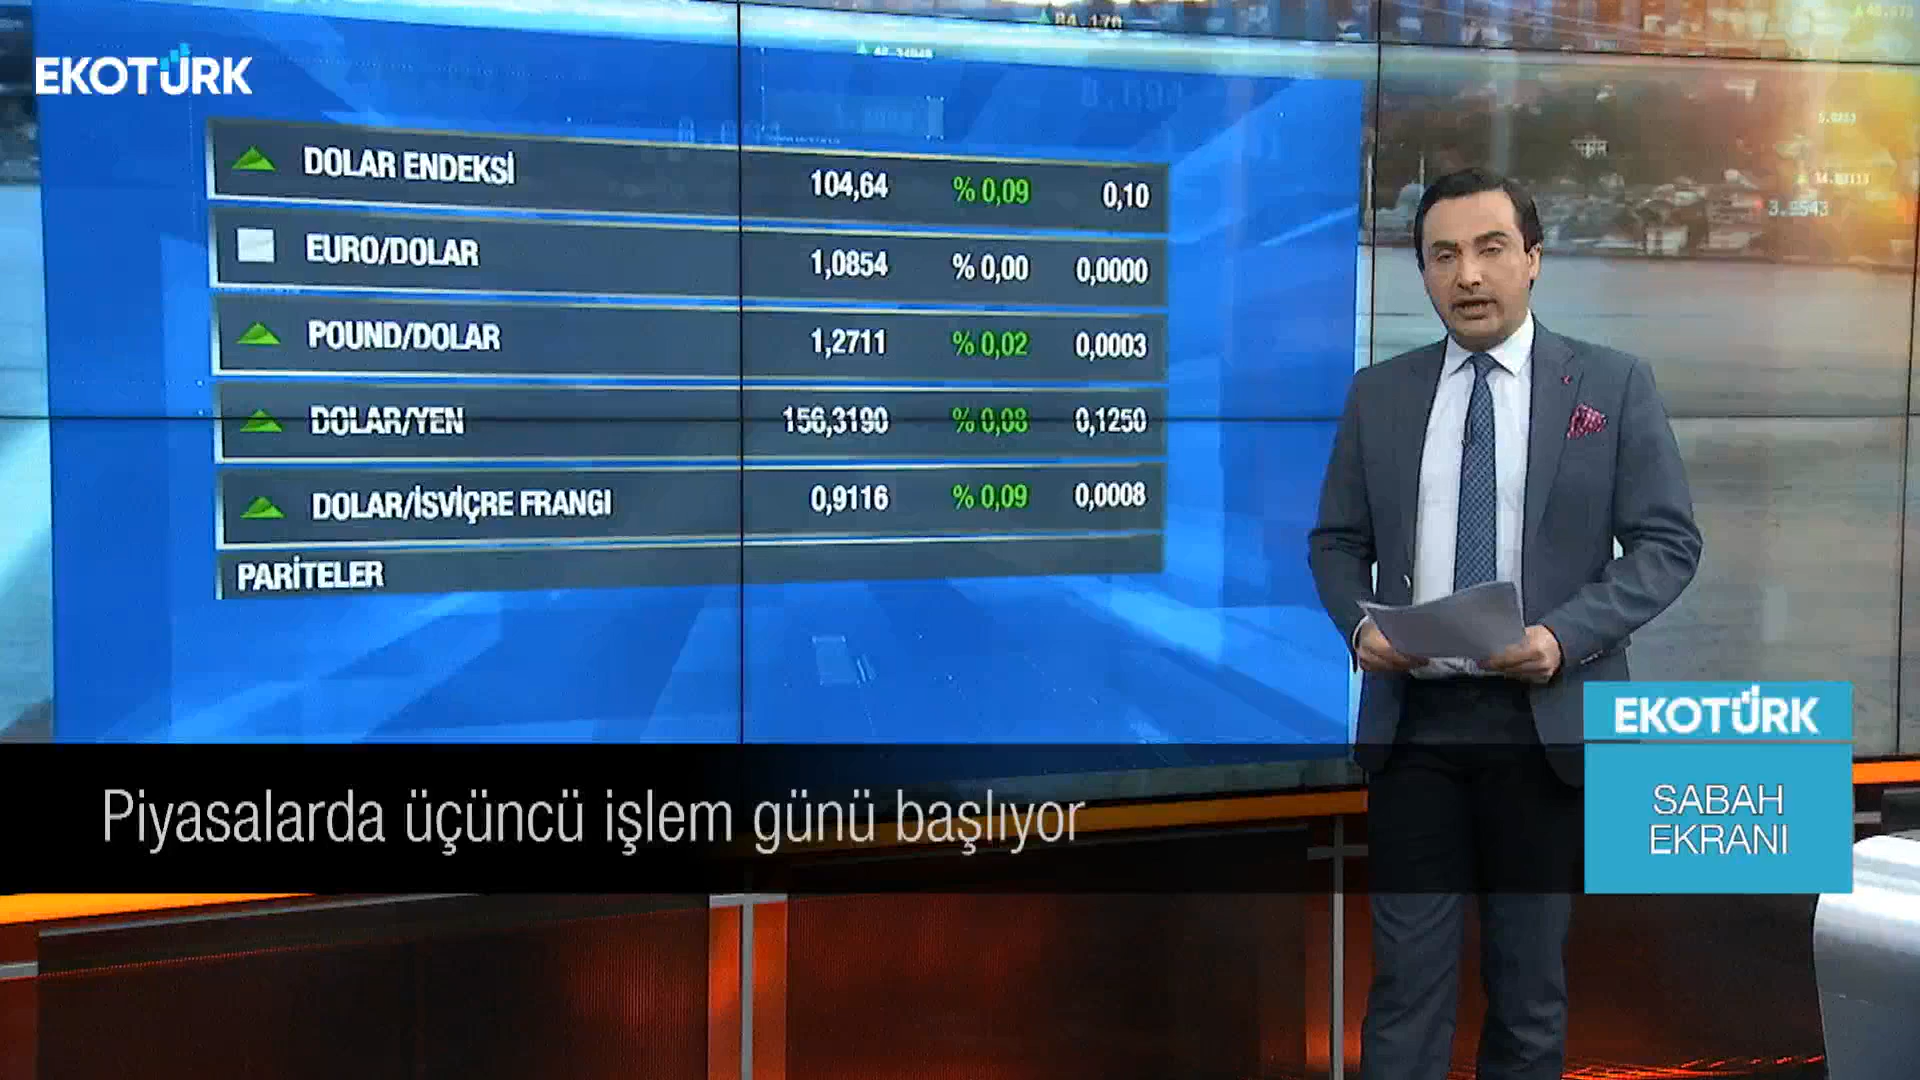 EKOTÜRK
DOLAR ENDEKSİ 104,64 % 0,09 0,10
EURO/DOLAR 1,0854 % 0,00 0,0000
POUND/DOLAR 1,2711 % 0,02 0,0003
DOLAR/YEN 156,3190 % 0,08 0,1250
DOLAR/İSVİÇRE FRANGI 0,9116 % 0,09 0,0008
PARİTELER
EKOTÜRK
SABAH
EKRANI
Piyasalarda üçüncü işlem günü başlıyor